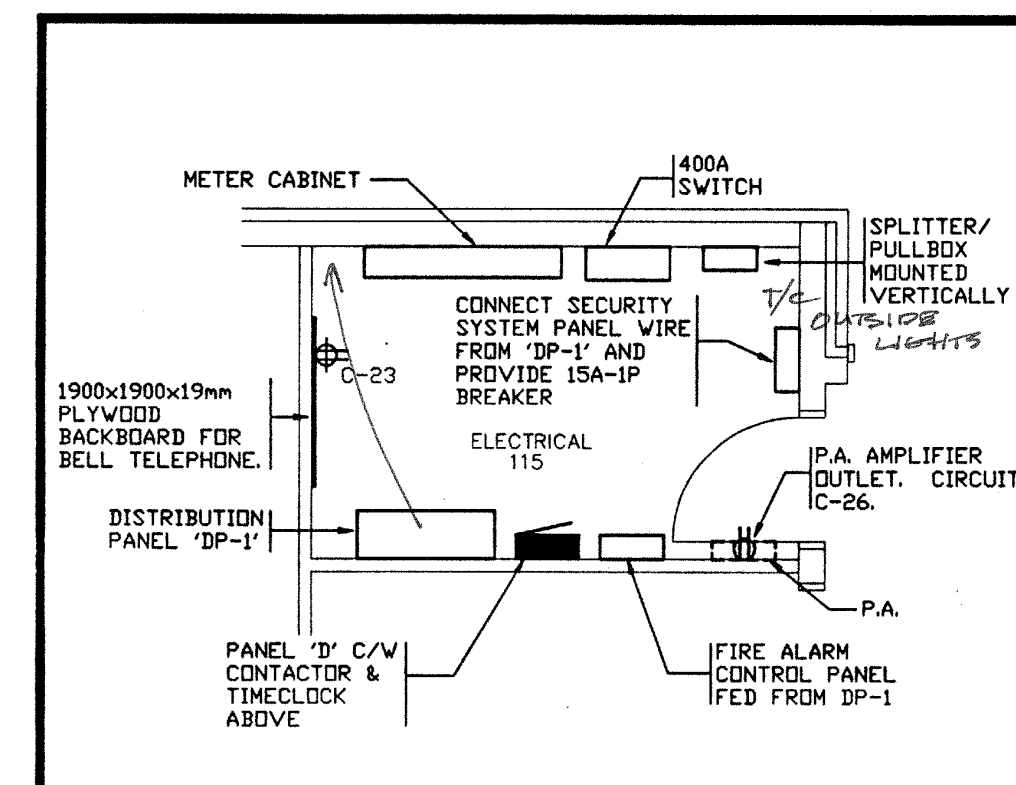 METER CABINET
400A
SWITCH
SPLITTER/
PULLBOX
MOUNTED
VERTICALLY
T/C
OUTSIDE
LIGHTS
CONNECT SECURITY
SYSTEM PANEL WIRE
FROM 'DP-1' AND
PROVIDE 15A-1P
BREAKER
C-23
1900x1900x19mm
PLYWOOD
BACKBOARD FOR
BELL TELEPHONE.
ELECTRICAL
115
P.A. AMPLIFIER
OUTLET. CIRCUIT
C-26.
DISTRIBUTION
PANEL 'DP-1'
P.A.
PANEL 'D' C/W
CONTACTOR &
TIMECLOCK
ABOVE
FIRE ALARM
CONTROL PANEL
FED FROM DP-1